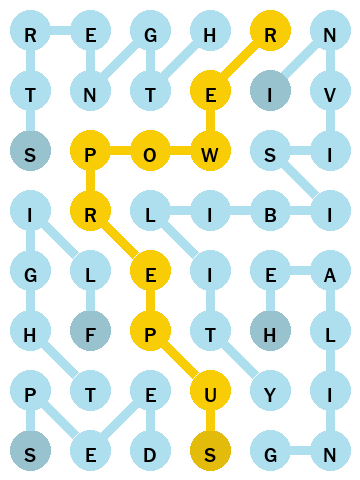 R E G H R N
T N T E I V
S P O W S I
I R L I B I
G L E I E A
H F P T H L
P T E U Y I
S E D S G N